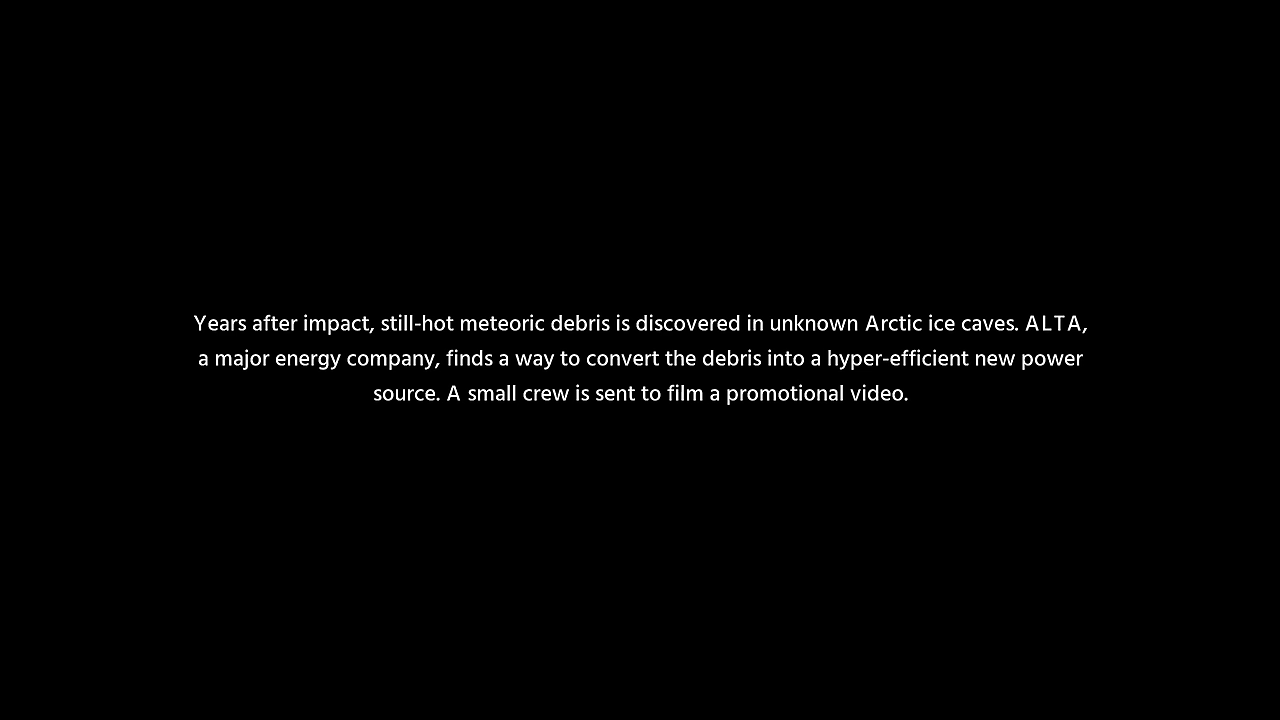 Years after impact, still-hot meteoric debris is discovered in unknown Arctic ice caves. ALTA,
a major energy company, finds a way to convert the debris into a hyper-efficient new power
source. A small crew is sent to film a promotional video.